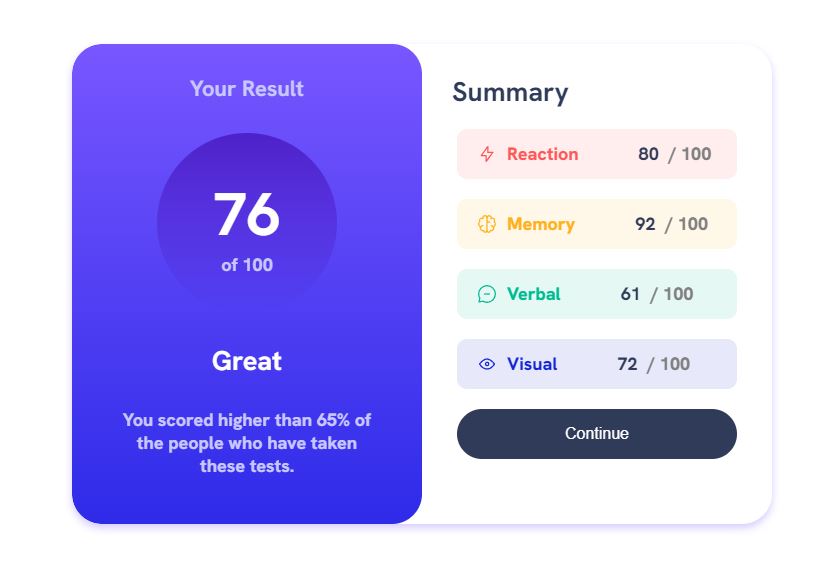 Your Result
76
of 100
Great
You scored higher than 65% of
the people who have taken
these tests.
Summary
Reaction 80 / 100
Memory 92 / 100
Verbal 61 / 100
Visual 72 / 100
Continue